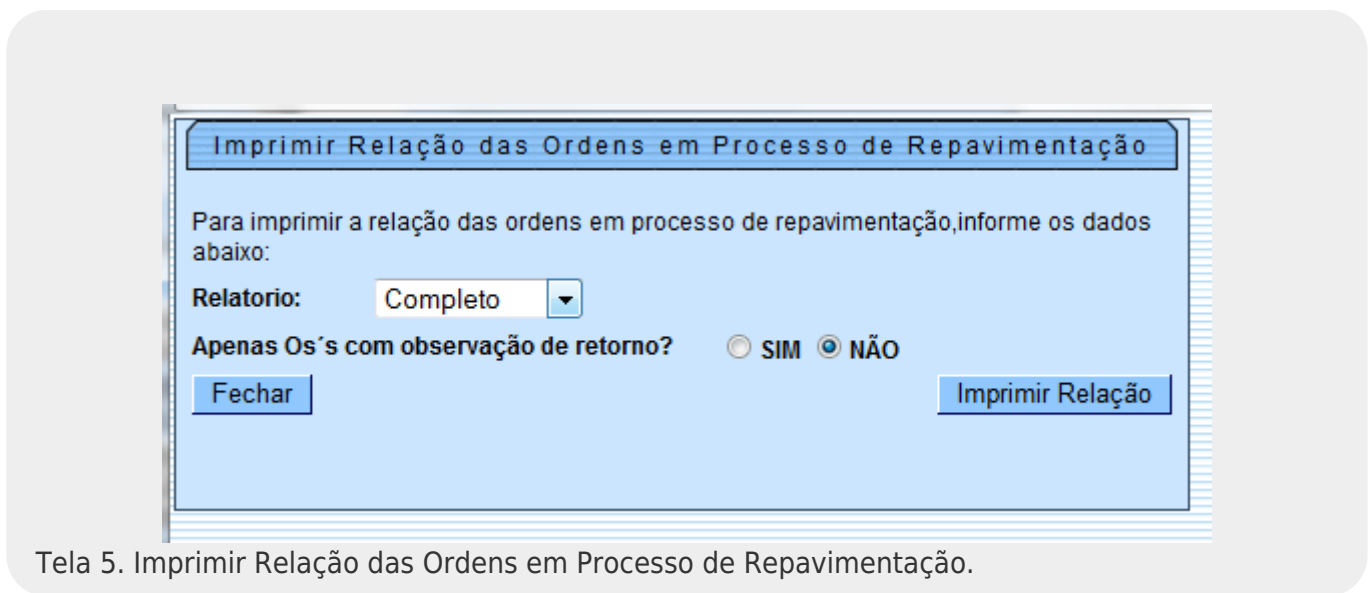 Imprimir Relação das Ordens em Processo de Repavimentação
Para imprimir a relação das ordens em processo de repavimentação,informe os dados
abaixo:
Relatorio: Completo
Apenas Os´s com observação de retorno? SIM NÃO
Fechar Imprimir Relação
Tela 5. Imprimir Relação das Ordens em Processo de Repavimentação.